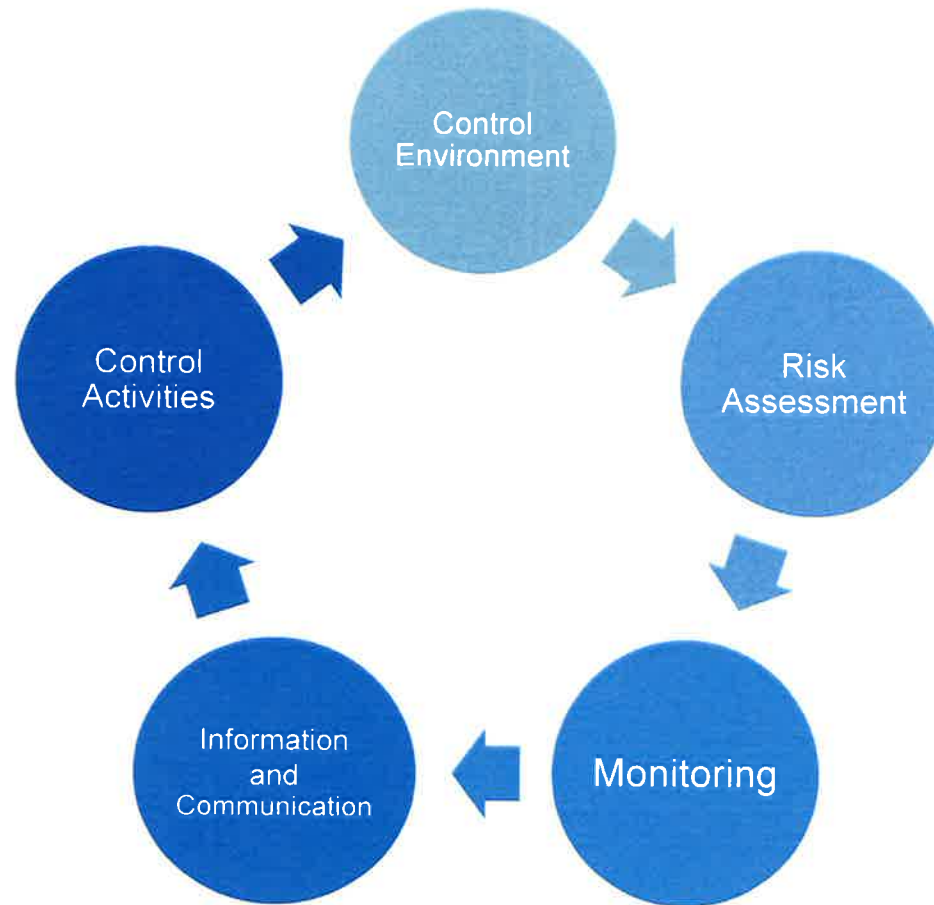 Control
Environment
Risk
Assessment
Monitoring
Information
and
Communication
Control
Activities